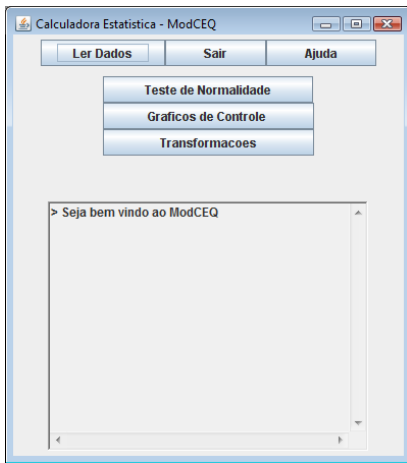 Calculadora Estatistica - ModCEQ
Ler Dados Sair Ajuda
Teste de Normalidade
Graficos de Controle
Transformacoes
> Seja bem vindo ao ModCEQ